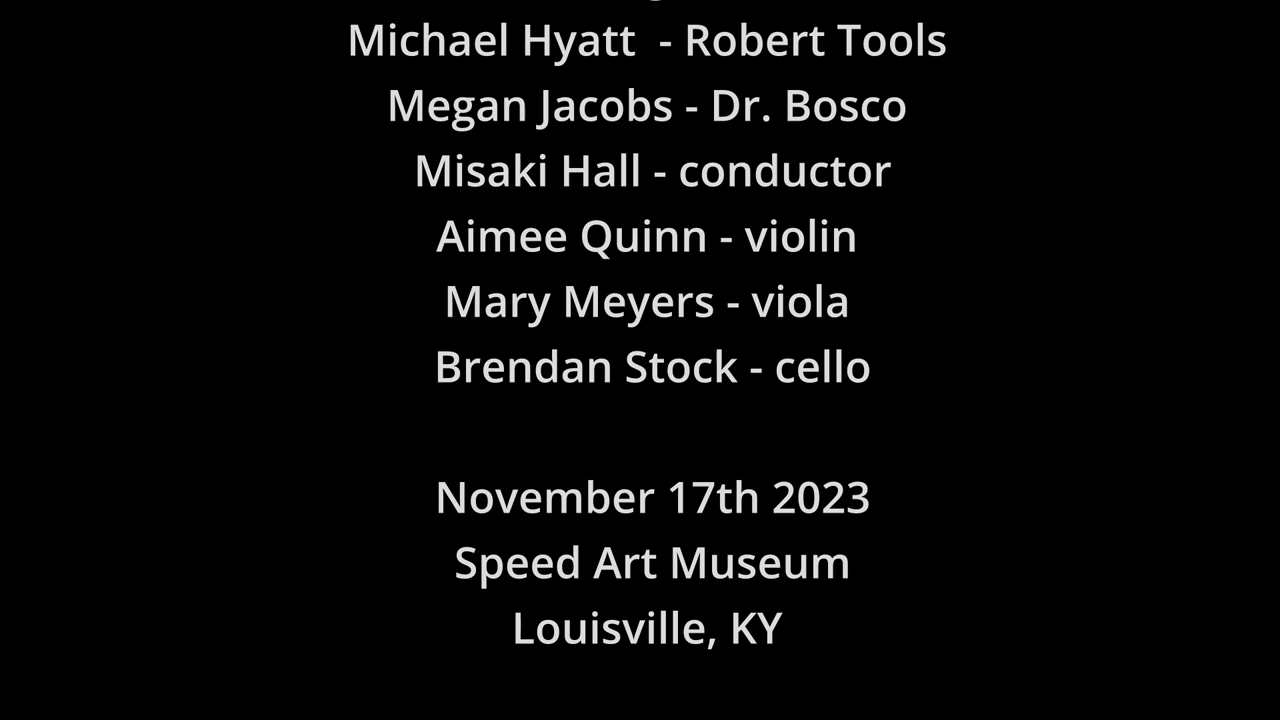 Michael Hyatt  - Robert Tools
Megan Jacobs - Dr. Bosco
Misaki Hall - conductor
Aimee Quinn - violin
Mary Meyers - viola
Brendan Stock - cello
November 17th 2023
Speed Art Museum
Louisville, KY